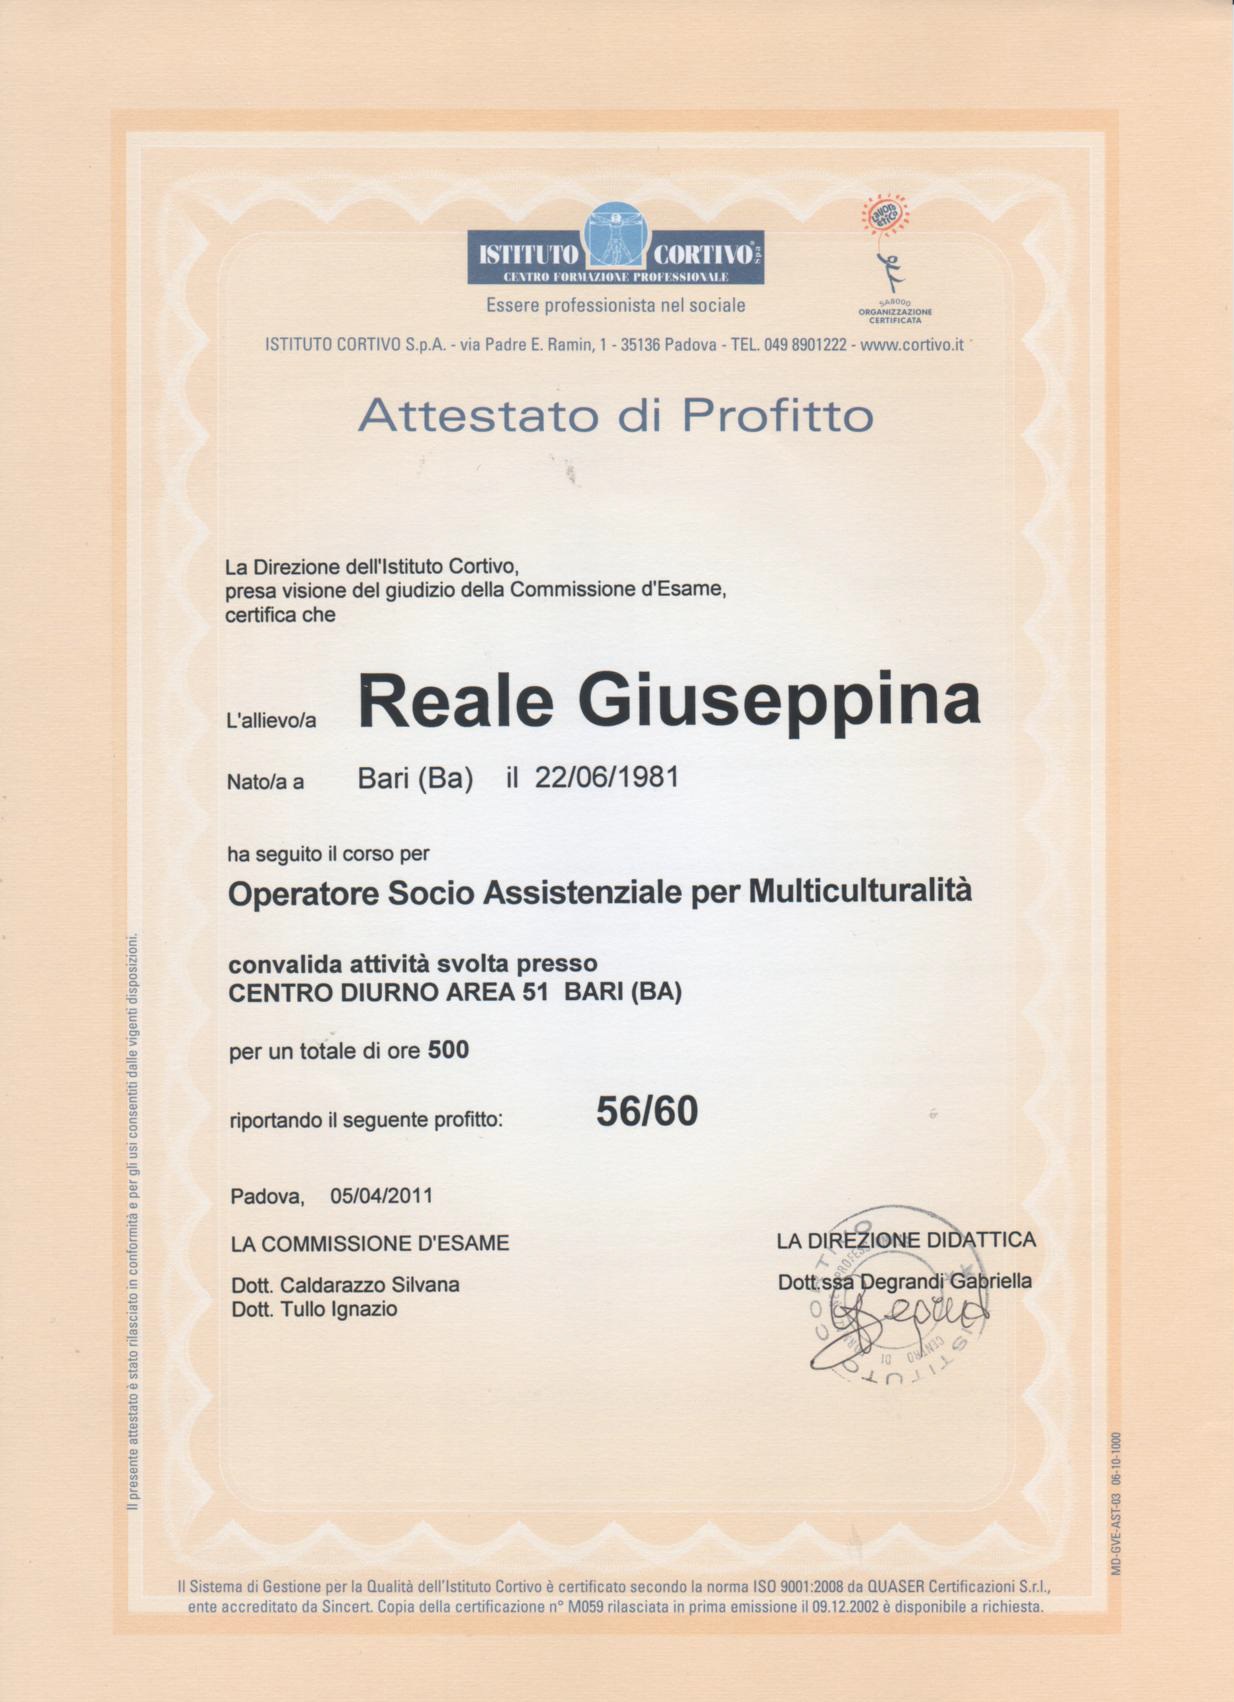 ISTITUTO CORTIVO spa
CENTRO FORMAZIONE PROFESSIONALE
Essere professionista nel sociale
LAVORO ETICO
SA8000
ORGANIZZAZIONE
CERTIFICATA
ISTITUTO CORTIVO S.p.A. - via Padre E. Ramin, 1 - 35136 Padova - TEL. 049 8901222 - www.cortivo.it
Attestato di Profitto
La Direzione dell'Istituto Cortivo,
presa visione del giudizio della Commissione d'Esame,
certifica che
L'allievo/a Reale Giuseppina
Nato/a a Bari (Ba) il 22/06/1981
ha seguito il corso per
Operatore Socio Assistenziale per Multiculturalità
convalida attività svolta presso
CENTRO DIURNO AREA 51 BARI (BA)
per un totale di ore 500
riportando il seguente profitto: 56/60
Padova, 05/04/2011
LA COMMISSIONE D'ESAME
Dott. Caldarazzo Silvana
Dott. Tullo Ignazio
LA DIREZIONE DIDATTICA
Dott.ssa Degrandi Gabriella
ISTITUTO CORTIVO
CENTRO DI
Il presente attestato è stato rilasciato in conformità e per gli usi consentiti dalle vigenti disposizioni.
MD-GVE-AST-03 06-10-1000
Il Sistema di Gestione per la Qualità dell'Istituto Cortivo è certificato secondo la norma ISO 9001:2008 da QUASER Certificazioni S.r.l.,
ente accreditato da Sincert. Copia della certificazione n° M059 rilasciata in prima emissione il 09.12.2002 è disponibile a richiesta.